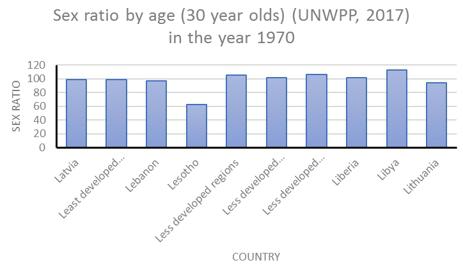 Sex ratio by age (30 year olds) (UNWPP, 2017)
in the year 1970
120
100
80
60
40
20
0
SEX RATIO
Latvia
Least developed...
Lebanon
Lesotho
Less developed regions
Less developed...
Less developed...
Liberia
Libya
Lithuania
COUNTRY